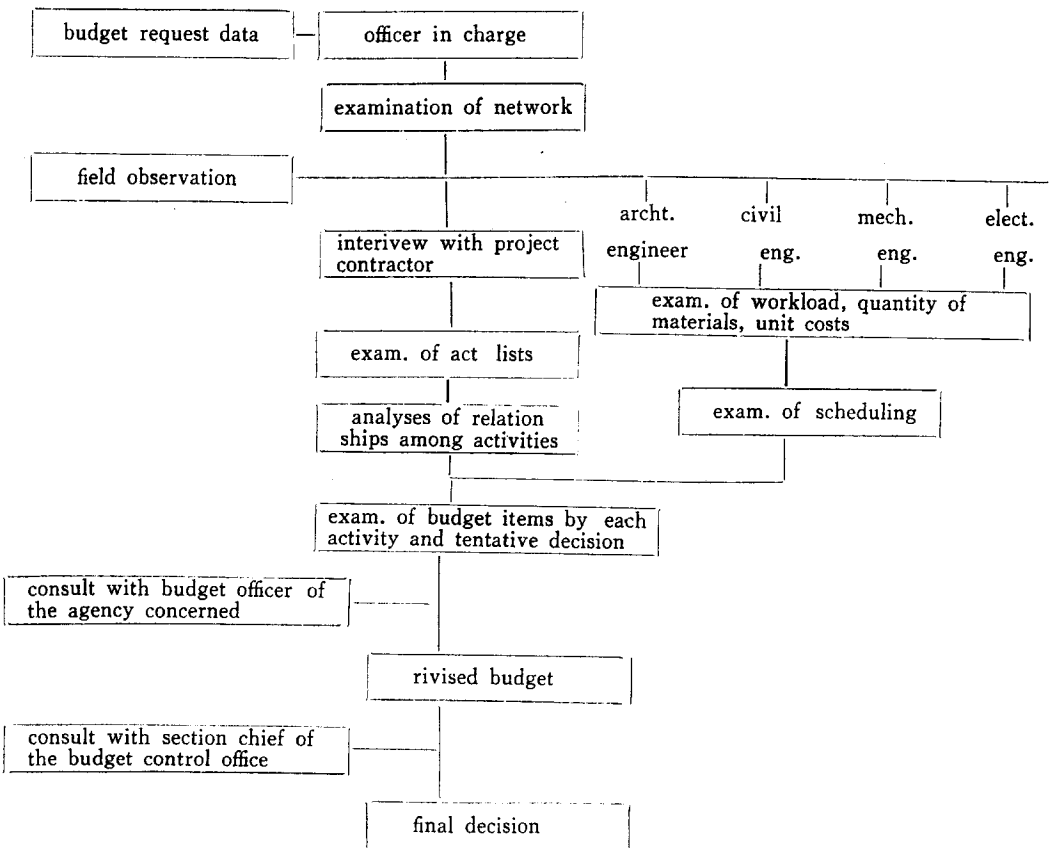 budget request data
officer in charge
examination of network
field observation
archt.
engineer
civil
eng.
mech.
eng.
elect.
eng.
interivew with project
contractor
exam. of workload, quantity of
materials, unit costs
exam. of act lists
exam. of scheduling
analyses of relation
ships among activities
exam. of budget items by each
activity and tentative decision
consult with budget officer of
the agency concerned
rivised budget
consult with section chief of
the budget control office
final decision